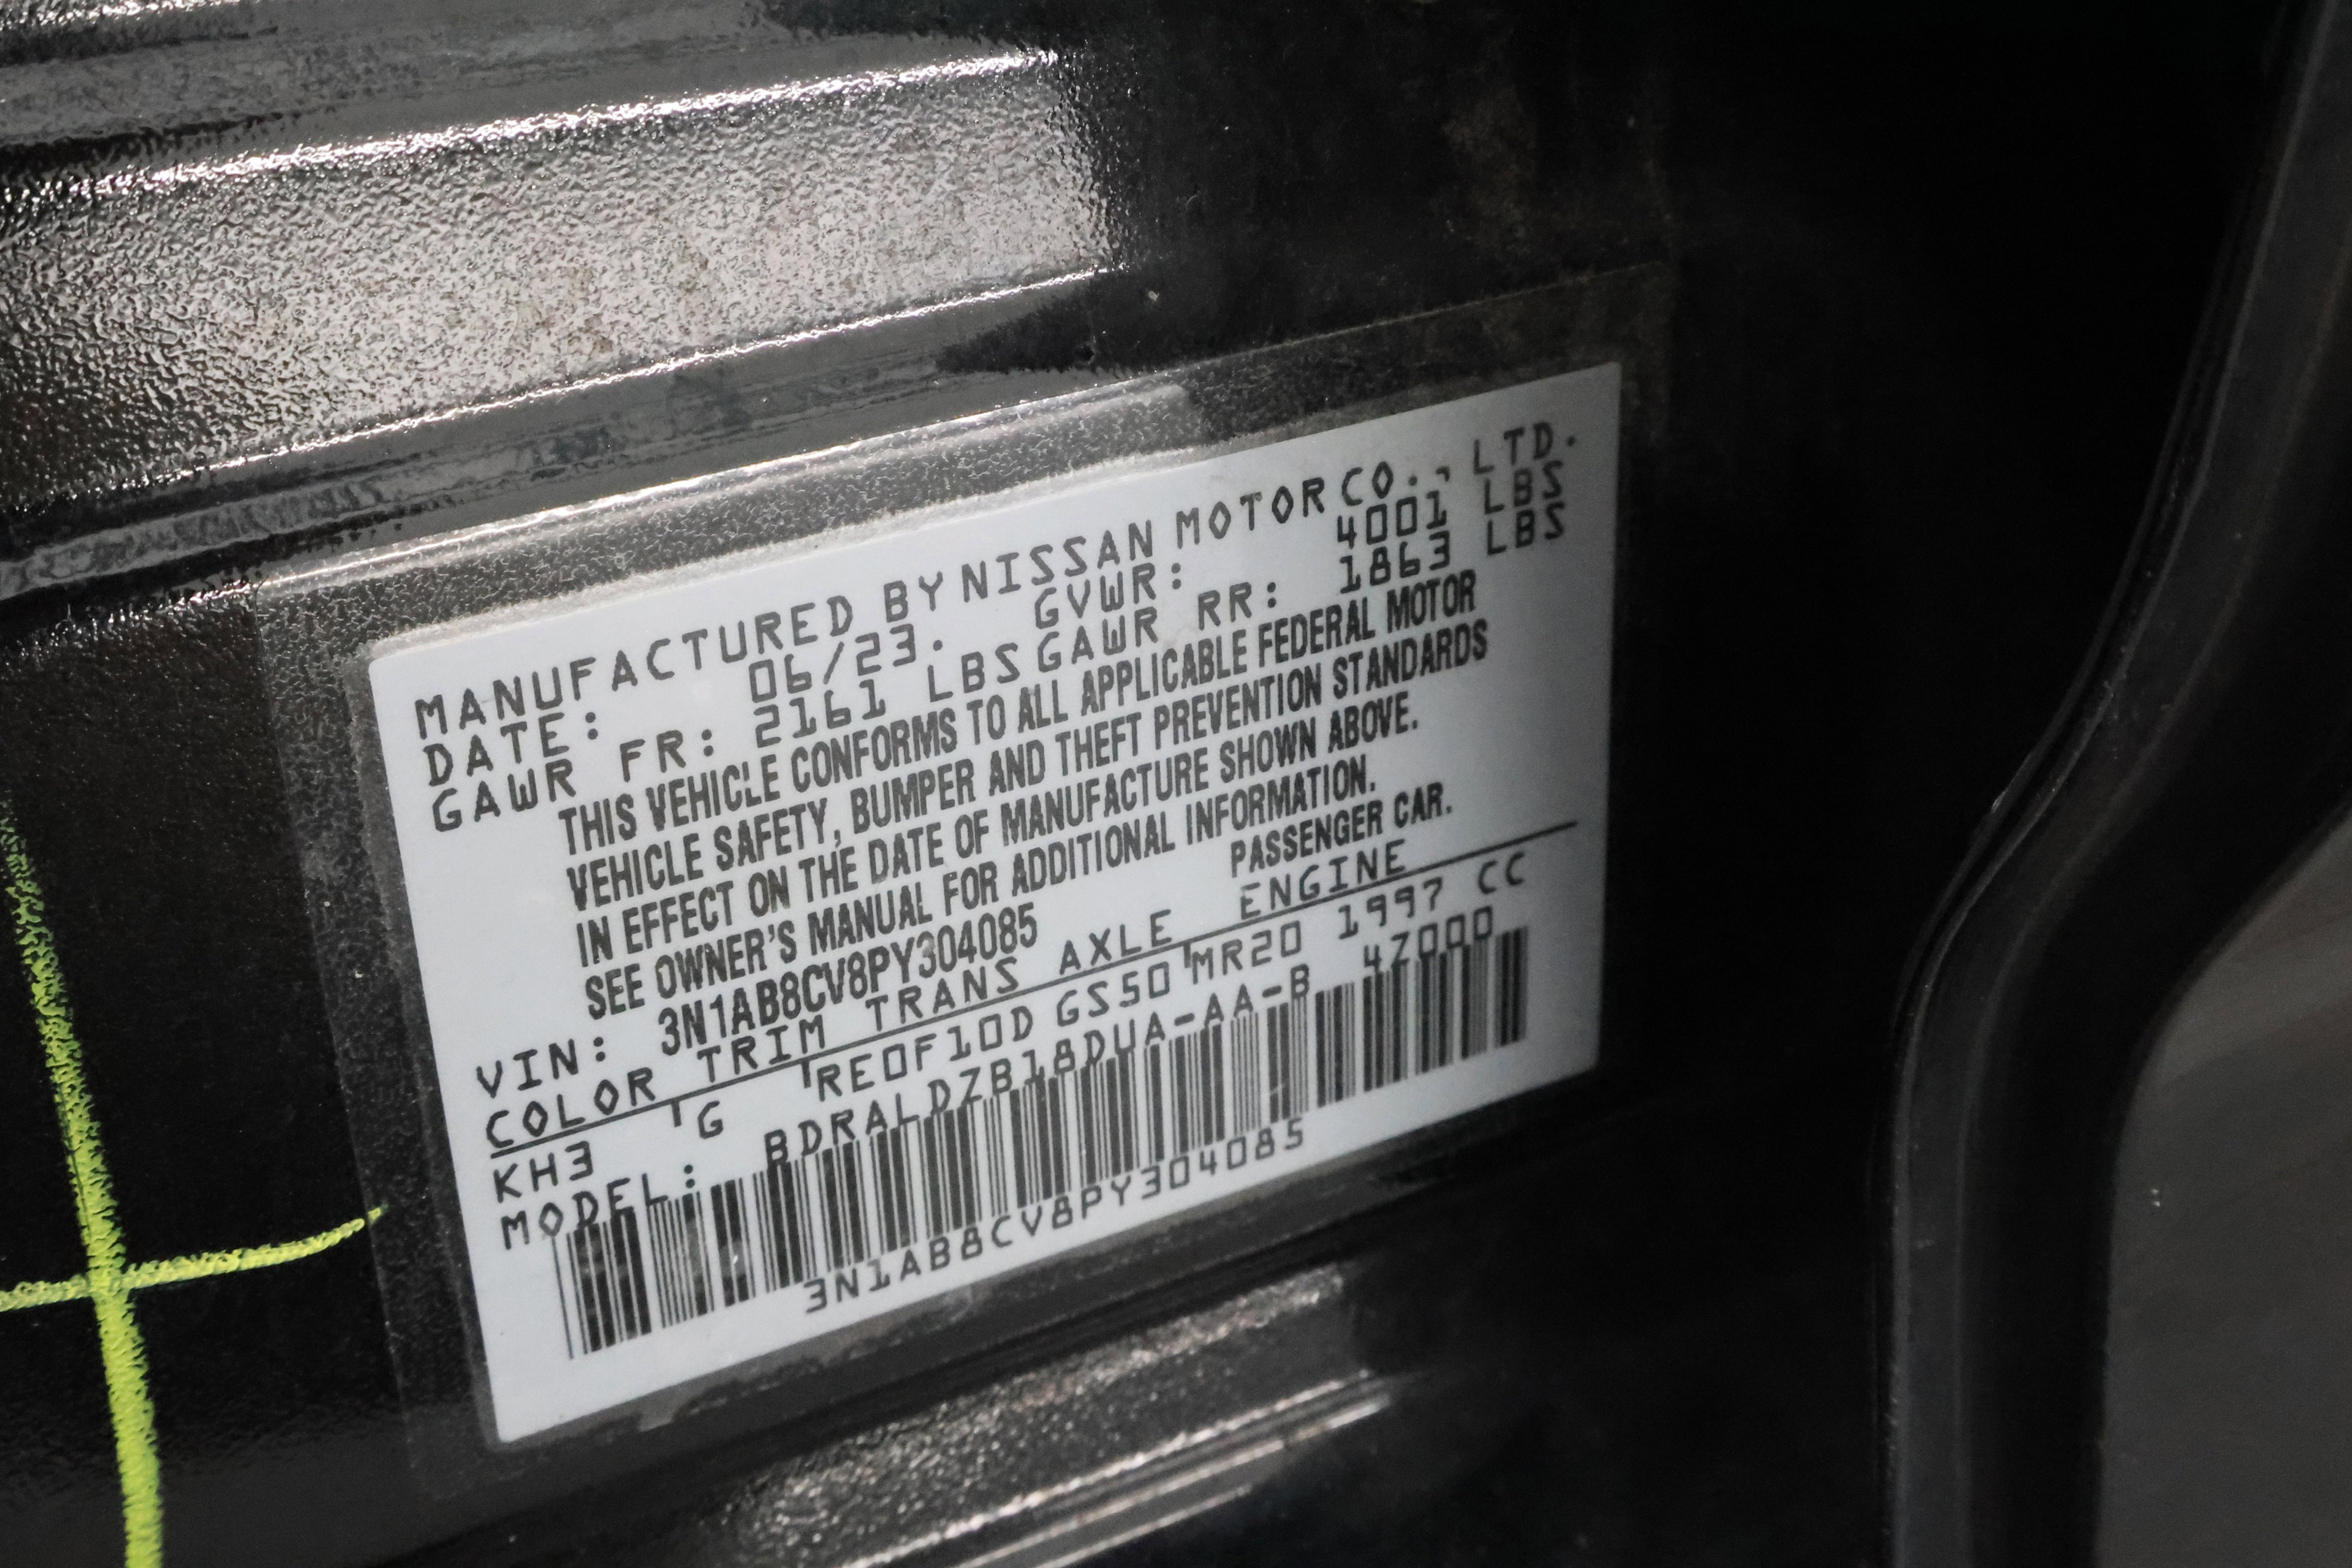 MANUFACTURED BY NISSAN MOTOR CO., LTD.
DATE: 06/23. GVWR: 4001 LBS
GAWR FR: 2161 LBS GAWR RR: 1863 LBS
THIS VEHICLE CONFORMS TO ALL APPLICABLE FEDERAL MOTOR
VEHICLE SAFETY, BUMPER AND THEFT PREVENTION STANDARDS
IN EFFECT ON THE DATE OF MANUFACTURE SHOWN ABOVE.
SEE OWNER'S MANUAL FOR ADDITIONAL INFORMATION.
VIN: 3N1AB8CV8PY304085 PASSENGER CAR.
COLOR TRIM TRANS AXLE ENGINE
KH3 G RE0F10D GS50 MR20 1997 CC
MODEL: BDRALDZB18DUA-AA-B 4Z000
3N1AB8CV8PY304085